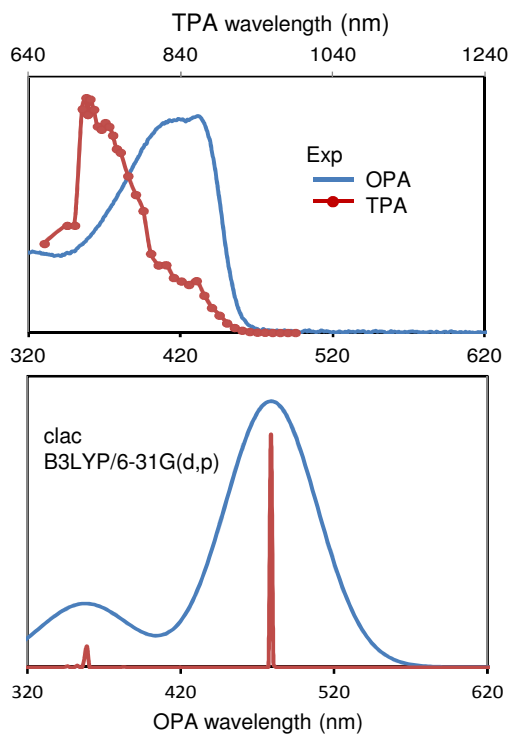 TPA wavelength (nm)
640 840 1040 1240
Exp
OPA
TPA
320 420 520 620
clac
B3LYP/6-31G(d,p)
320 420 520 620
OPA wavelength (nm)